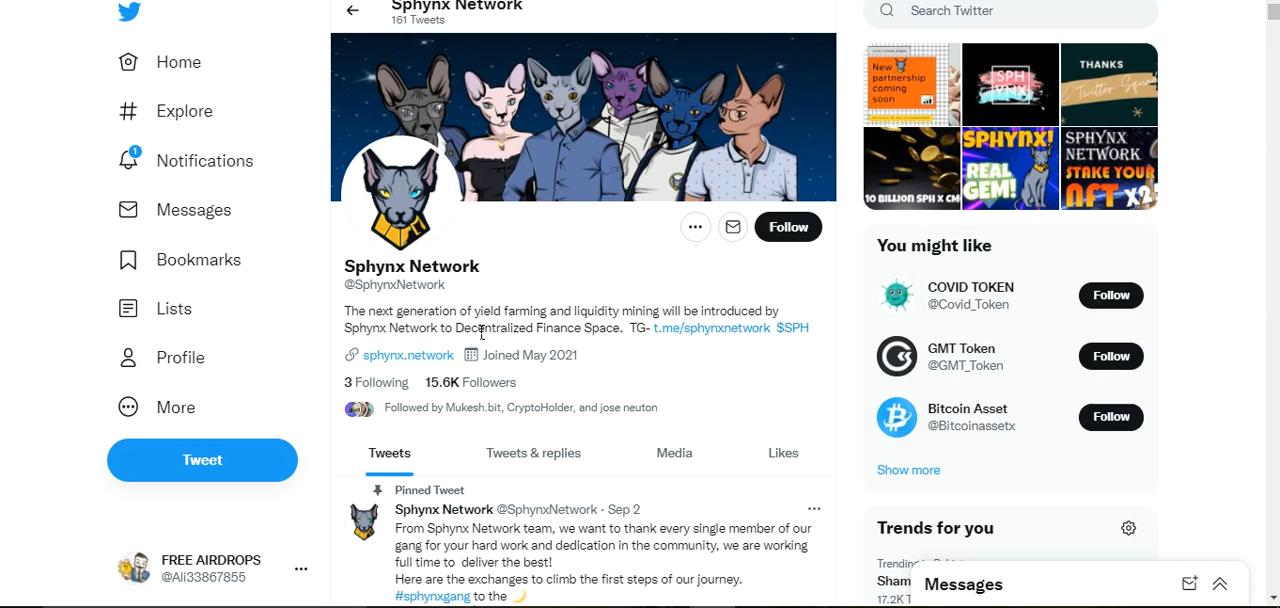 Home
Explore
1
Notifications
Messages
Bookmarks
Lists
Profile
More
Tweet
FREE AIRDROPS
@Ali33867855
Sphynx Network
161 Tweets
Follow
Sphynx Network
@SphynxNetwork
The next generation of yield farming and liquidity mining will be introduced by
Sphynx Network to Decentralized Finance Space. TG- t.me/sphynxnetwork $SPH
sphynx.network Joined May 2021
3 Following 15.6K Followers
Followed by Mukesh.bit, CryptoHolder, and jose neuton
Tweets Tweets & replies Media Likes
Pinned Tweet
Sphynx Network @SphynxNetwork · Sep 2
From Sphynx Network team, we want to thank every single member of our
gang for your hard work and dedication in the community, we are working
full time to deliver the best!
Here are the exchanges to climb the first steps of our journey.
#sphynxgang to the 🌙
Search Twitter
New
partnership
coming
soon
SPH
YNX
THANKS
10 BILLION SPH X CM
SPHYNX!
REAL
GEM!
SPHYNX
NETWORK
STAKE YOUR
NFT X2
You might like
COVID TOKEN
@Covid_Token
Follow
GMT Token
@GMT_Token
Follow
Bitcoin Asset
@Bitcoinassetx
Follow
Show more
Trends for you
Sham
17.2K T
Messages